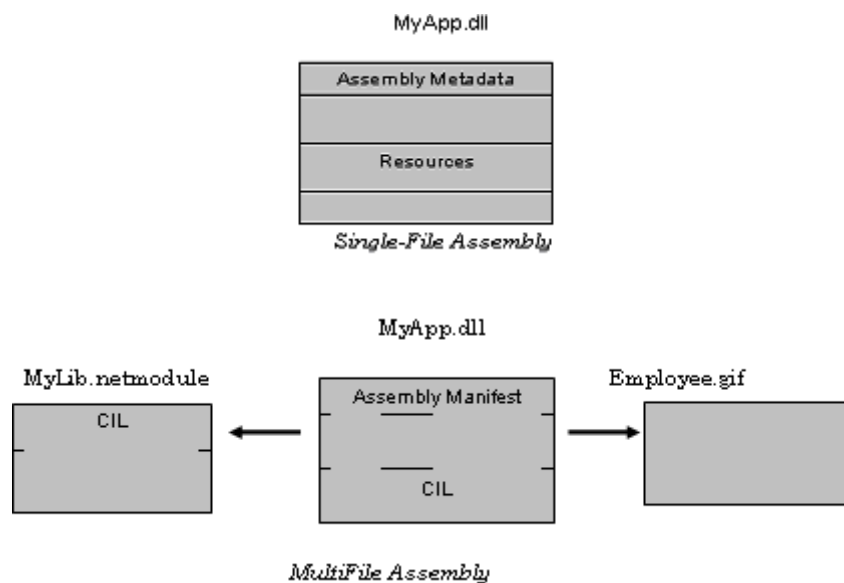 MyApp.dll
Assembly Metadata
Resources
Single-File Assembly
MyApp.dll
MyLib.netmodule
Employee.gif
Assembly Manifest
CIL
CIL
MultiFile Assembly